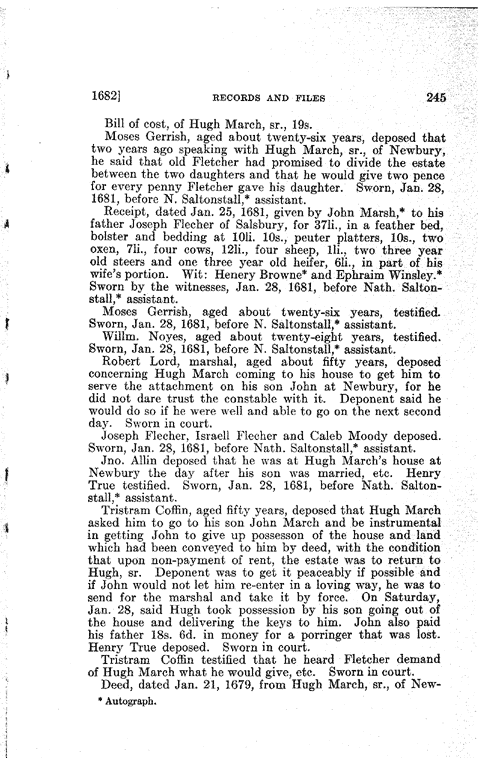 1682] RECORDS AND FILES 245
Bill of cost, of Hugh March, sr., 19s.
Moses Gerrish, aged about twenty-six years, deposed that
two years ago speaking with Hugh March, sr., of Newbury,
he said that old Fletcher had promised to divide the estate
between the two daughters and that he would give two pence
for every penny Fletcher gave his daughter. Sworn, Jan. 28,
1681, before N. Saltonstall,* assistant.
Receipt, dated Jan. 25, 1681, given by John Marsh,* to his
father Joseph Flecher of Salsbury, for 37li., in a feather bed,
bolster and bedding at 10li. 10s., peuter platters, 10s., two
oxen, 7li., four cows, 12li., four sheep, 1li., two three year
old steers and one three year old heifer, 6li., in part of his
wife's portion. Wit: Henery Browne* and Ephraim Winsley.*
Sworn by the witnesses, Jan. 28, 1681, before Nath. Salton-
stall,* assistant.
Moses Gerrish, aged about twenty-six years, testified.
Sworn, Jan. 28, 1681, before N. Saltonstall,* assistant.
Willm. Noyes, aged about twenty-eight years, testified.
Sworn, Jan. 28, 1681, before N. Saltonstall,* assistant.
Robert Lord, marshal, aged about fifty years, deposed
concerning Hugh March coming to his house to get him to
serve the attachment on his son John at Newbury, for he
did not dare trust the constable with it. Deponent said he
would do so if he were well and able to go on the next second
day. Sworn in court.
Joseph Flecher, Israell Flecher and Caleb Moody deposed.
Sworn, Jan. 28, 1681, before Nath. Saltonstall,* assistant.
Jno. Allin deposed that he was at Hugh March's house at
Newbury the day after his son was married, etc. Henry
True testified. Sworn, Jan. 28, 1681, before Nath. Salton-
stall,* assistant.
Tristram Coffin, aged fifty years, deposed that Hugh March
asked him to go to his son John March and be instrumental
in getting John to give up possesson of the house and land
which had been conveyed to him by deed, with the condition
that upon non-payment of rent, the estate was to return to
Hugh, sr. Deponent was to get it peaceably if possible and
if John would not let him re-enter in a loving way, he was to
send for the marshal and take it by force. On Saturday,
Jan. 28, said Hugh took possession by his son going out of
the house and delivering the keys to him. John also paid
his father 18s. 6d. in money for a porringer that was lost.
Henry True deposed. Sworn in court.
Tristram Coffin testified that he heard Fletcher demand
of Hugh March what he would give, etc. Sworn in court.
Deed, dated Jan. 21, 1679, from Hugh March, sr., of New-
* Autograph.